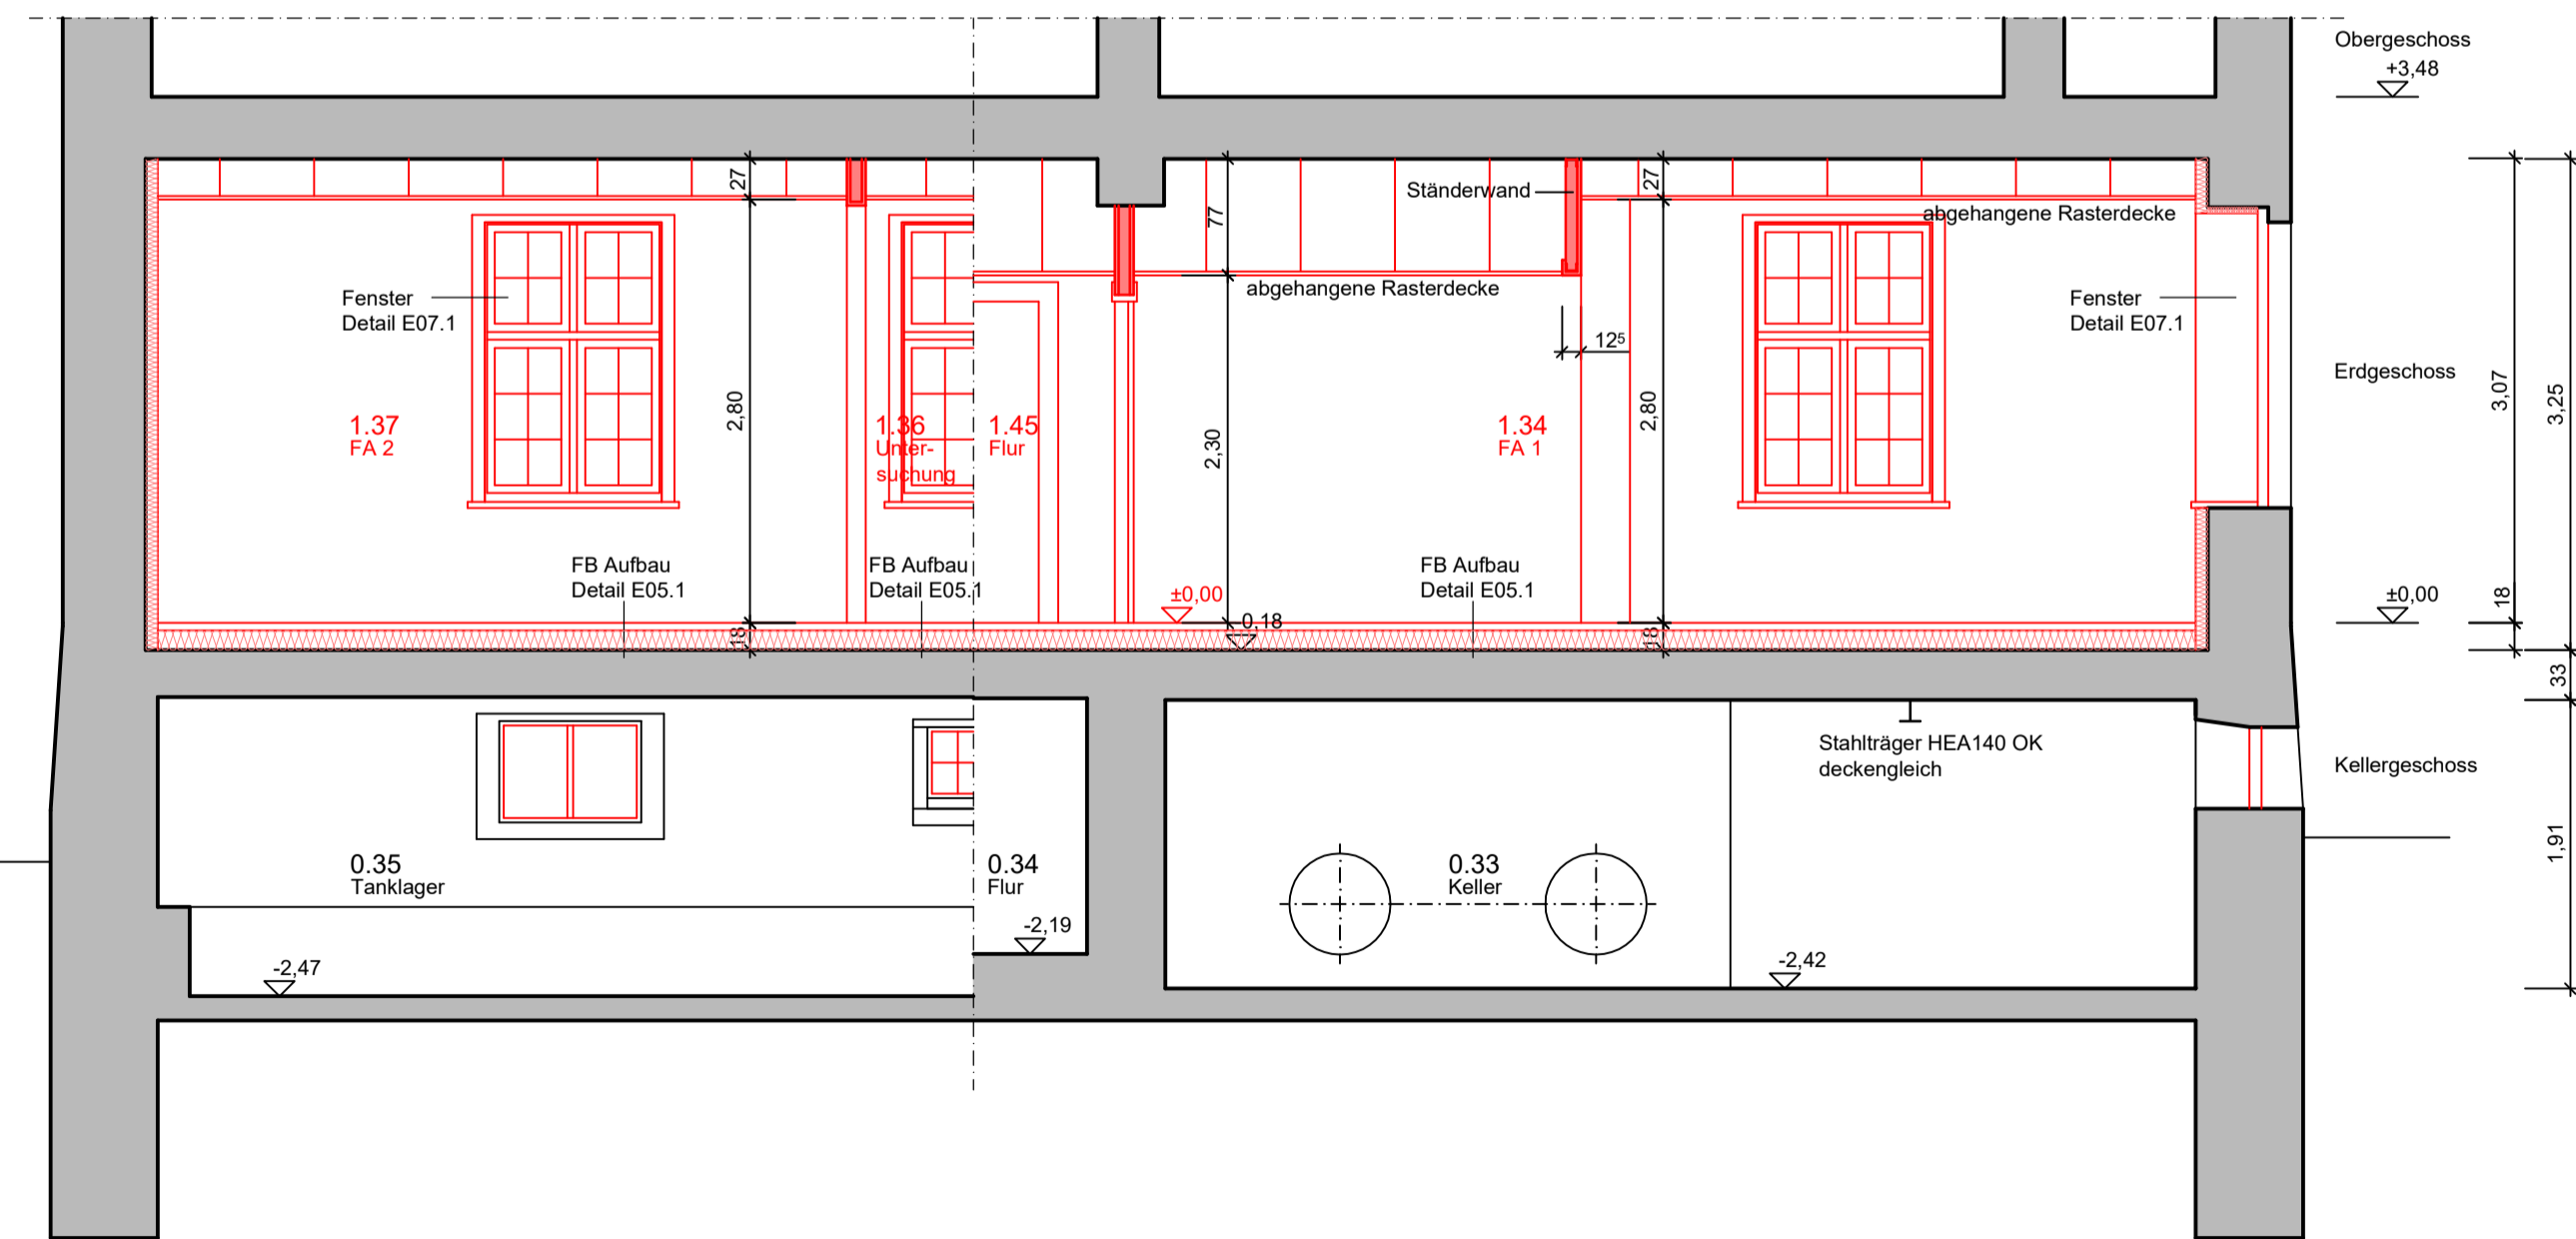 Obergeschoss
+3,48
27
77
Ständerwand
27
abgehangene Rasterdecke
abgehangene Rasterdecke
Fenster
Detail E07.1
Fenster
Detail E07.1
12⁵
Erdgeschoss
2,80
2,30
2,80
3,07
3,25
1.37
FA 2
1.36
Unter-
suchung
1.45
Flur
1.34
FA 1
FB Aufbau
Detail E05.1
FB Aufbau
Detail E05.1
FB Aufbau
Detail E05.1
±0,00
-0,18
±0,00
18
18
18
33
Stahlträger HEA140 OK
deckengleich
Kellergeschoss
1,91
0.35
Tanklager
0.34
Flur
0.33
Keller
-2,19
-2,47
-2,42